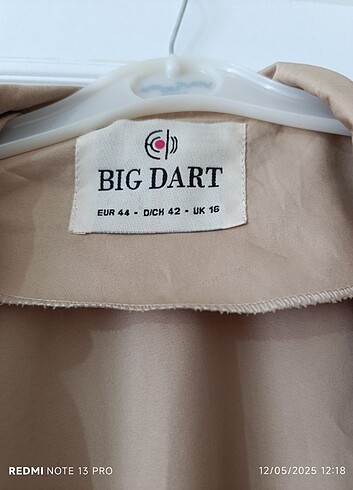 BIG DART
EUR 44 - D/CH 42 - UK 16
REDMI NOTE 13 PRO
12/05/2025 12:18